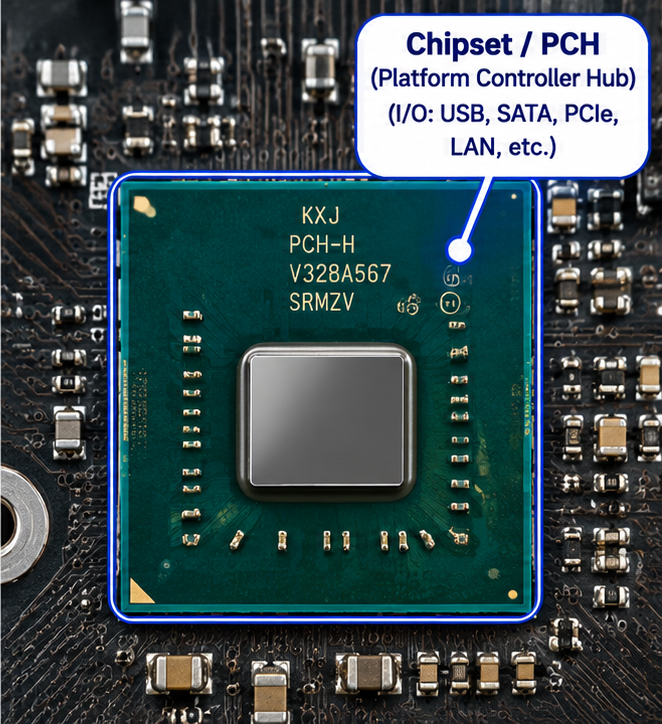 Chipset / PCH
(Platform Controller Hub)
(I/O: USB, SATA, PCIe,
LAN, etc.)
KXJ
PCH-H
V328A567
SRMZV